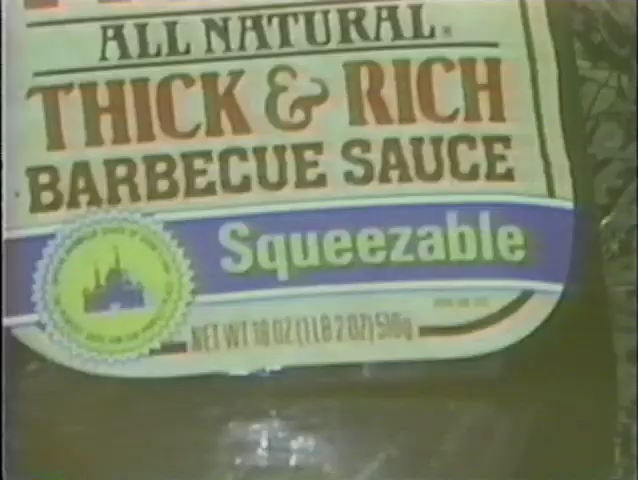 ALL NATURAL®
THICK & RICH
BARBECUE SAUCE
Squeezable
NET WT 18 OZ (1 LB 2 OZ) 510g